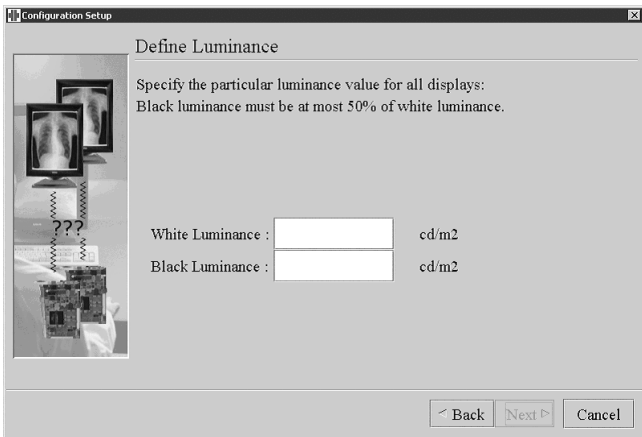 Configuration Setup
Define Luminance
Specify the particular luminance value for all displays:
Black luminance must be at most 50% of white luminance.
???
White Luminance : cd/m2
Black Luminance : cd/m2
Back Next Cancel